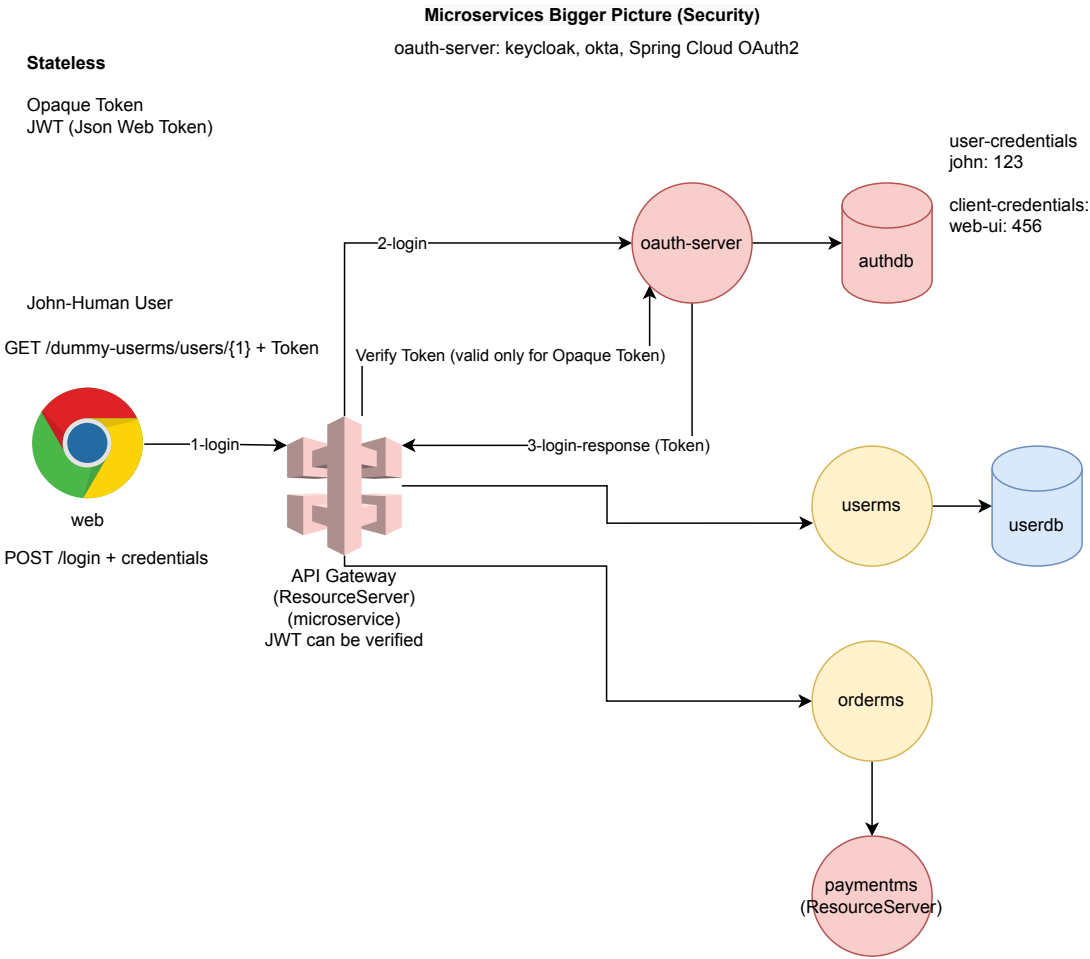 Microservices Bigger Picture (Security)
oauth-server: keycloak, okta, Spring Cloud OAuth2
Stateless
Opaque Token
JWT (Json Web Token)
user-credentials
john: 123
client-credentials:
web-ui: 456
2-login
oauth-server
authdb
John-Human User
GET /dummy-userms/users/{1} + Token
Verify Token (valid only for Opaque Token)
1-login
3-login-response (Token)
web
POST /login + credentials
userms
userdb
API Gateway
(ResourceServer)
(microservice)
JWT can be verified
orderms
paymentms
(ResourceServer)